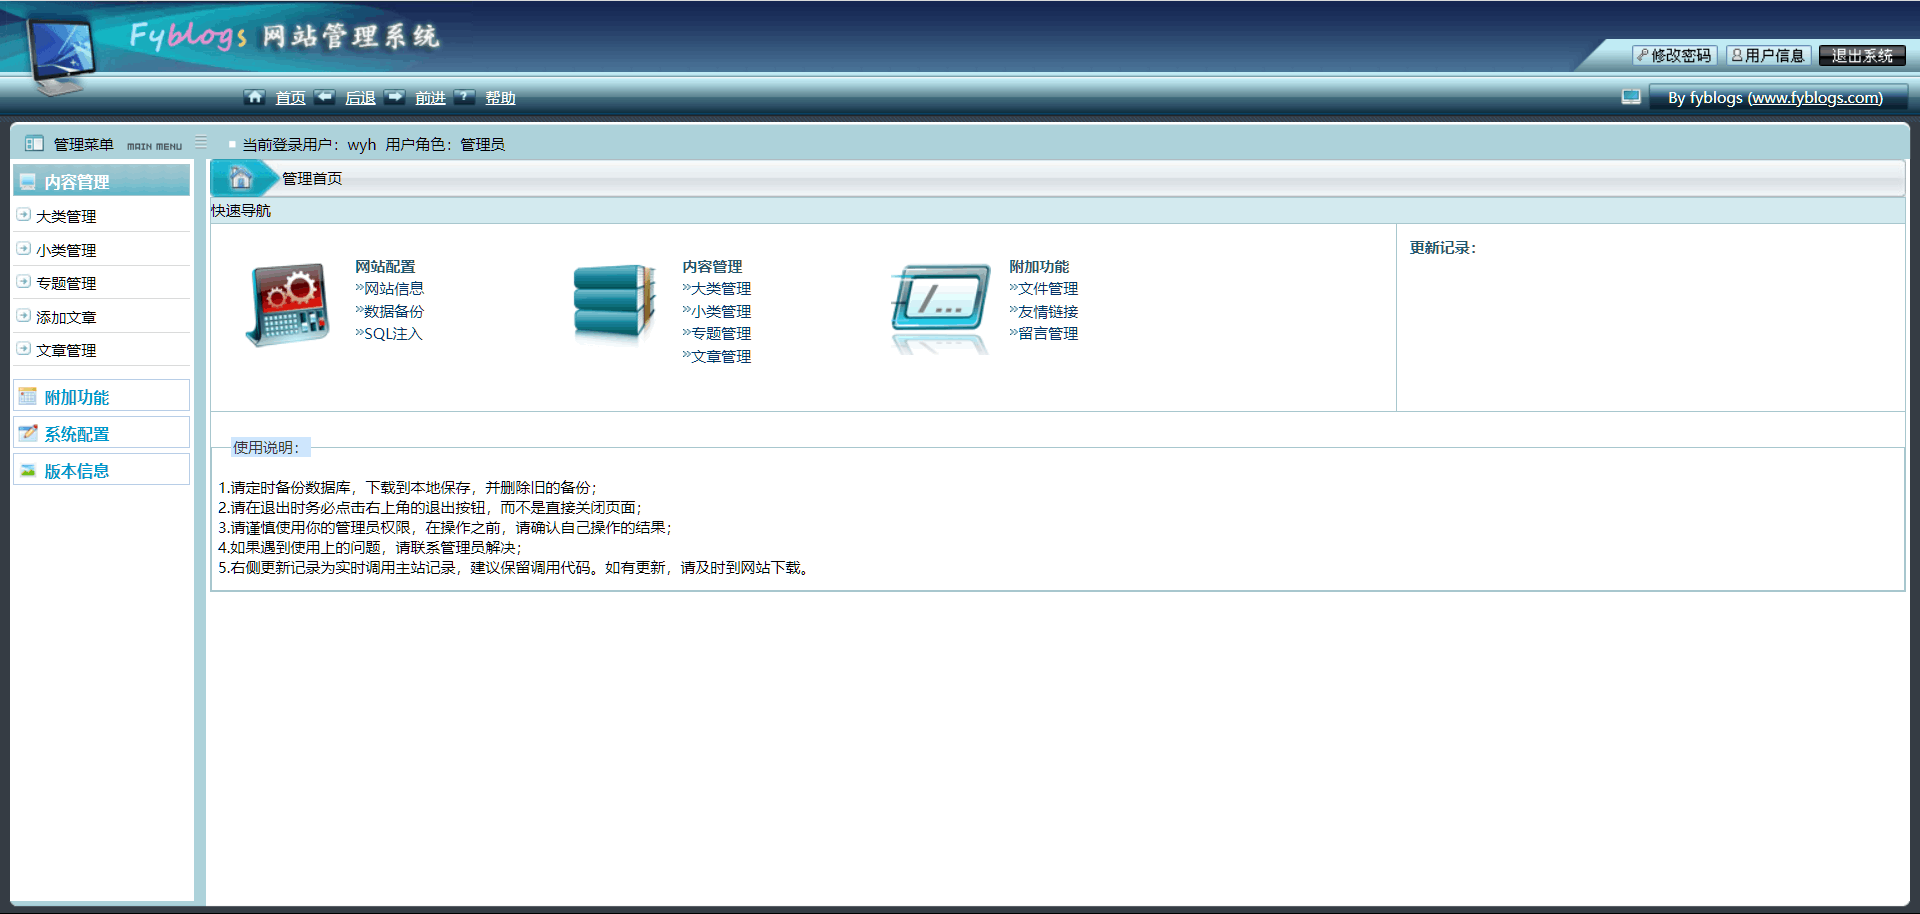 Fyblogs 网站管理系统
修改密码 用户信息 退出系统
首页 后退 前进 ? 帮助
By fyblogs (www.fyblogs.com)
管理菜单 MAIN MENU
当前登录用户：wyh 用户角色：管理员
内容管理
大类管理
小类管理
专题管理
添加文章
文章管理
附加功能
系统配置
版本信息
管理首页
快速导航
网站配置
»网站信息
»数据备份
»SQL注入
内容管理
»大类管理
»小类管理
»专题管理
»文章管理
/...
附加功能
»文件管理
»友情链接
»留言管理
更新记录：
使用说明：
1.请定时备份数据库，下载到本地保存，并删除旧的备份；
2.请在退出时务必点击右上角的退出按钮，而不是直接关闭页面；
3.请谨慎使用你的管理员权限，在操作之前，请确认自己操作的结果；
4.如果遇到使用上的问题，请联系管理员解决；
5.右侧更新记录为实时调用主站记录，建议保留调用代码。如有更新，请及时到网站下载。